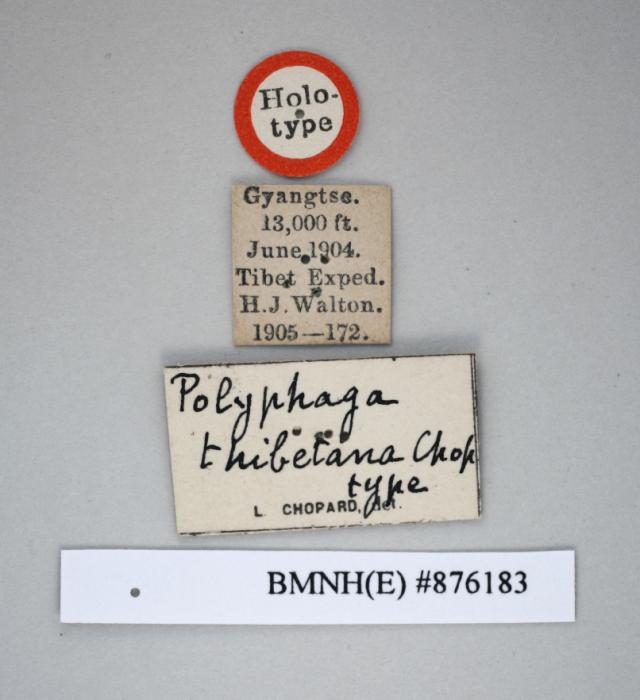 Holo-
type
Gyangtse.
13,000 ft.
June 1904.
Tibet Exped.
H.J.Walton.
1905—172.
Polyphaga
thibetana Chop
type
L. CHOPARD, det.
BMNH(E) #876183